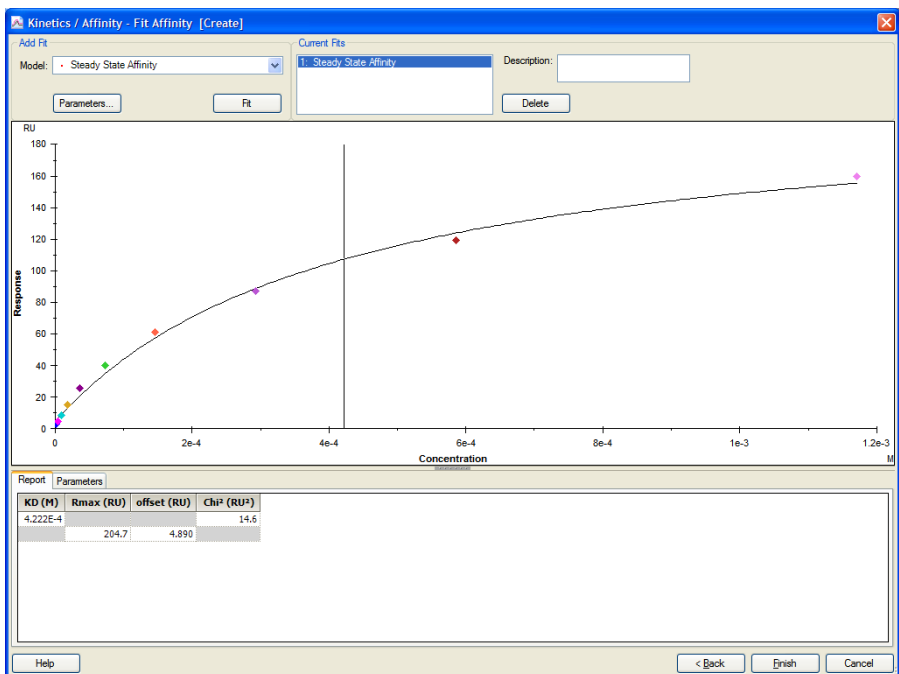 Kinetics / Affinity - Fit Affinity [Create]
Add Fit
Model: Steady State Affinity
Parameters... Fit
Current Fits
1: Steady State Affinity
Description:
Delete
RU
180
160
140
120
100
80
60
40
20
0
Response
0 2e-4 4e-4 6e-4 8e-4 1e-3 1.2e-3
Concentration M
Report Parameters
KD (M) Rmax (RU) offset (RU) Chi² (RU²)
4.222E-4 14.6
204.7 4.890
Help < Back Finish Cancel